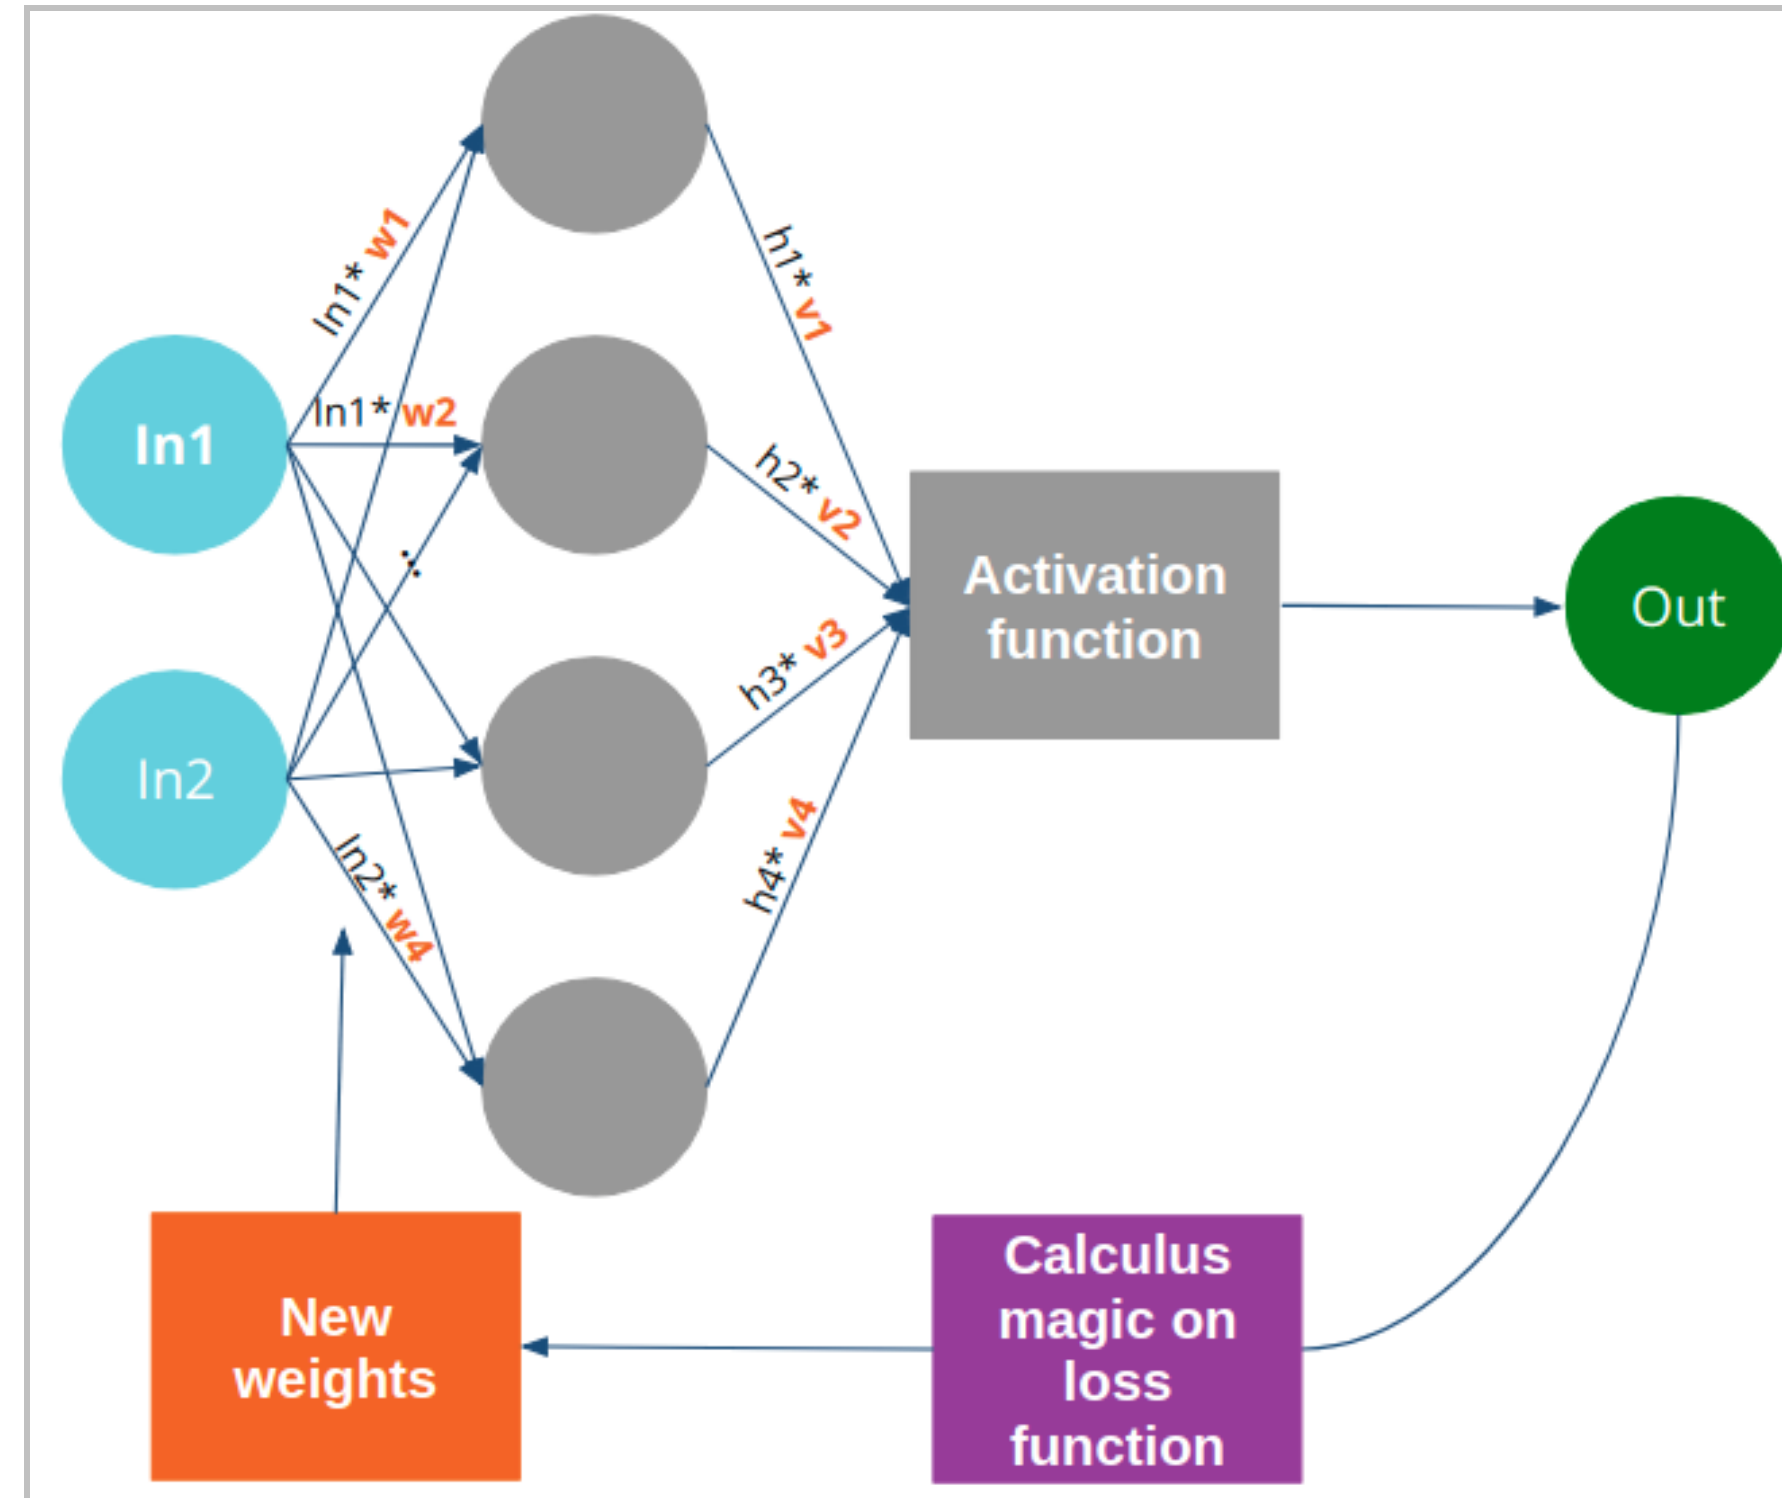 In1* w1
h1* v1
In1* w2
In1
h2* v2
...
Activation
function
Out
h3* v3
In2
In2* w4
h4* v4
New
weights
Calculus
magic on
loss
function